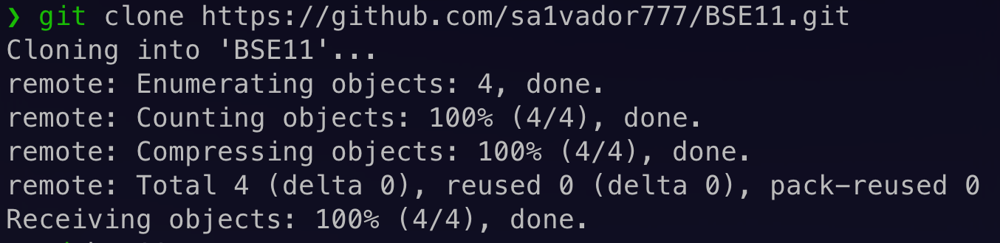 ❯ git clone https://github.com/sa1vador777/BSE11.git
Cloning into 'BSE11'...
remote: Enumerating objects: 4, done.
remote: Counting objects: 100% (4/4), done.
remote: Compressing objects: 100% (4/4), done.
remote: Total 4 (delta 0), reused 0 (delta 0), pack-reused 0
Receiving objects: 100% (4/4), done.